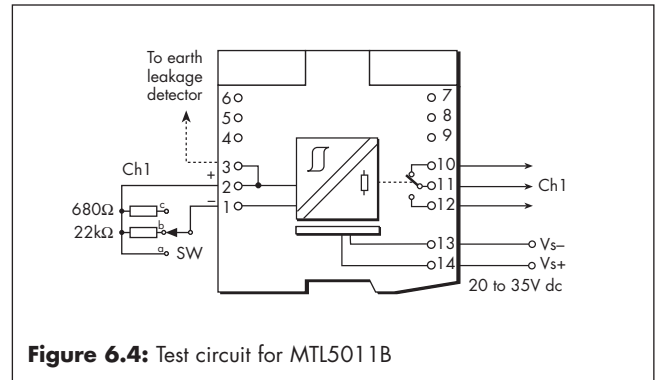 To earth
leakage
detector
6
5
4
3
2
1
7
8
9
10
11
12
13
14
Ch1
+
–
680Ω
22kΩ
c
b
a
SW
Ch1
Vs–
Vs+
20 to 35V dc
Figure 6.4: Test circuit for MTL5011B